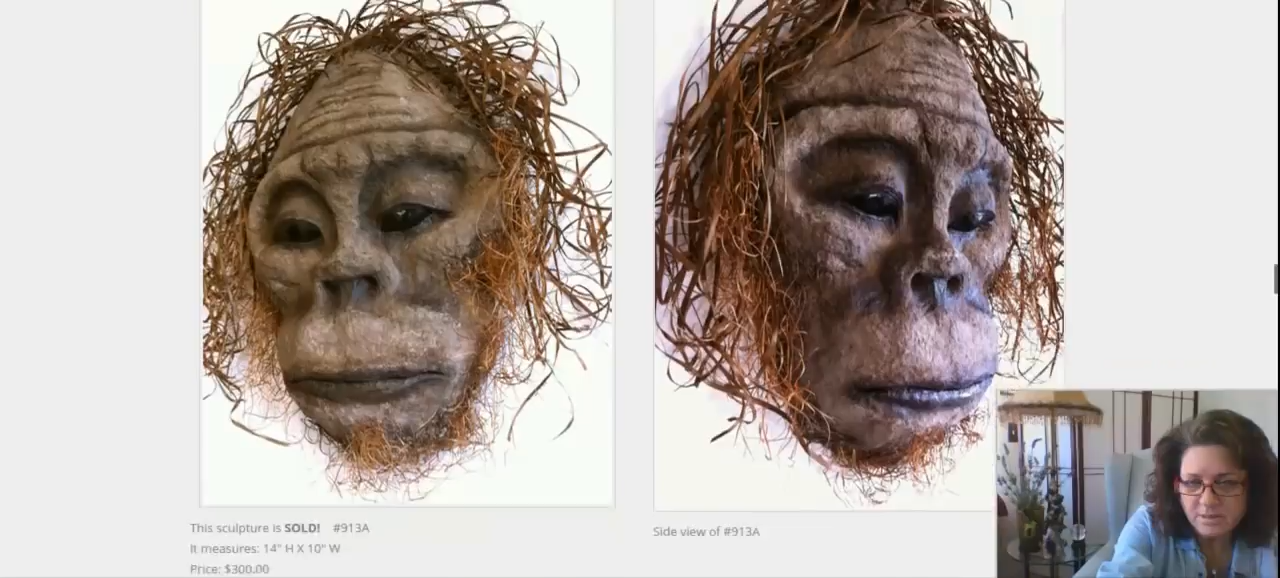 This sculpture is SOLD! #913A
It measures: 14" H X 10" W
Price: $300.00
Side view of #913A